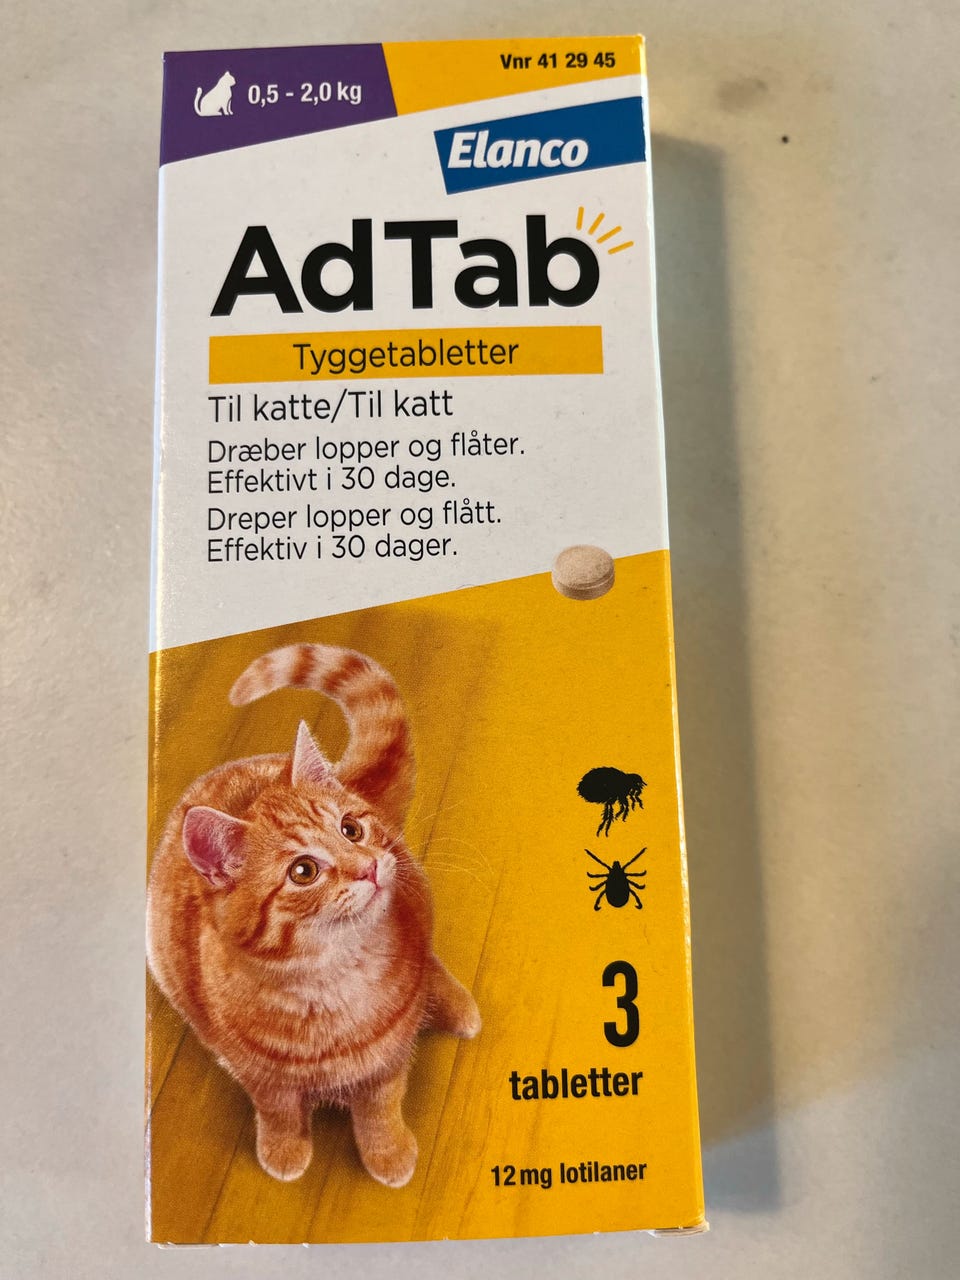 0,5 - 2,0 kg
Vnr 41 29 45
Elanco
AdTab
Tyggetabletter
Til katte/Til katt
Dræber lopper og flåter.
Effektivt i 30 dage.
Dreper lopper og flått.
Effektiv i 30 dager.
3
tabletter
12 mg lotilaner